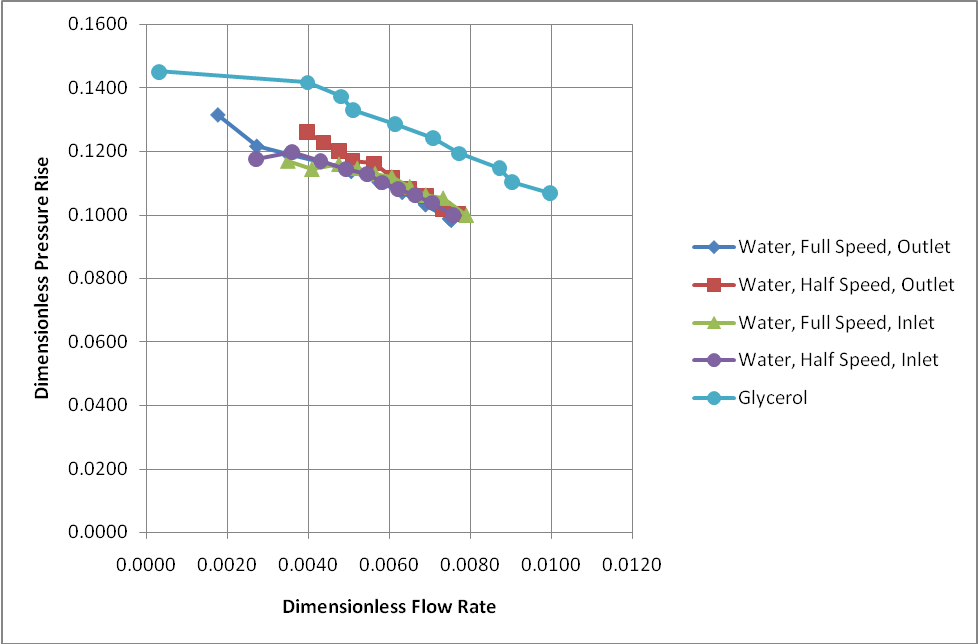 0.1600
0.1400
0.1200
0.1000
0.0800
0.0600
0.0400
0.0200
0.0000
Dimensionless Pressure Rise
0.0000 0.0020 0.0040 0.0060 0.0080 0.0100 0.0120
Dimensionless Flow Rate
Water, Full Speed, Outlet
Water, Half Speed, Outlet
Water, Full Speed, Inlet
Water, Half Speed, Inlet
Glycerol